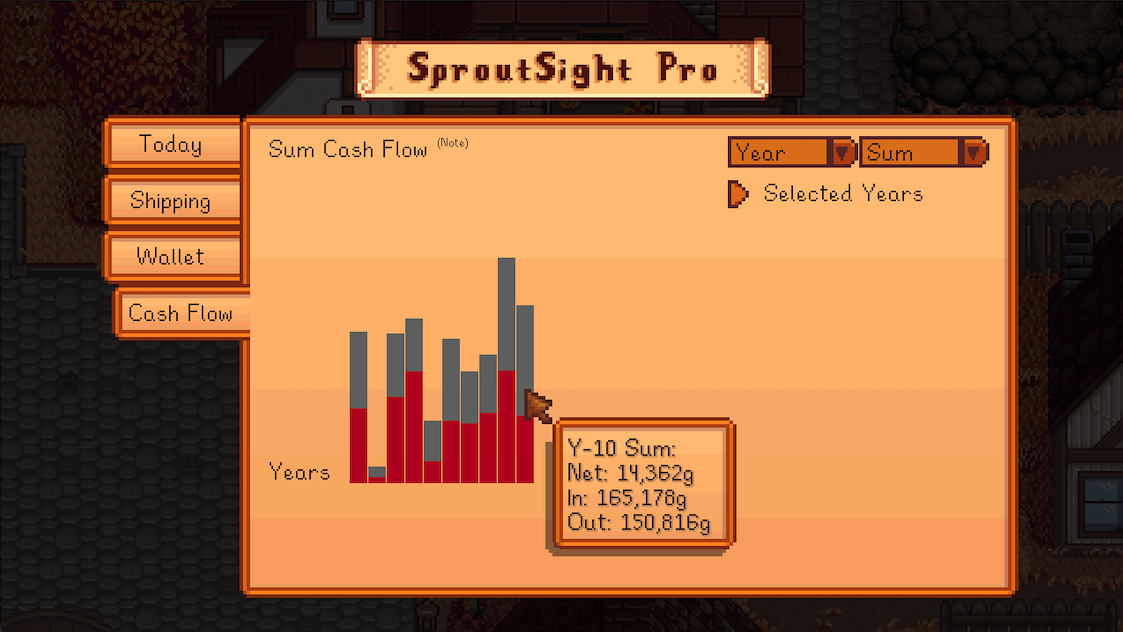 SproutSight Pro
Today
Shipping
Wallet
Cash Flow
Sum Cash Flow (Note)
Year
Sum
Selected Years
Years
Y-10 Sum:
Net: 14,362g
In: 165,178g
Out: 150,816g